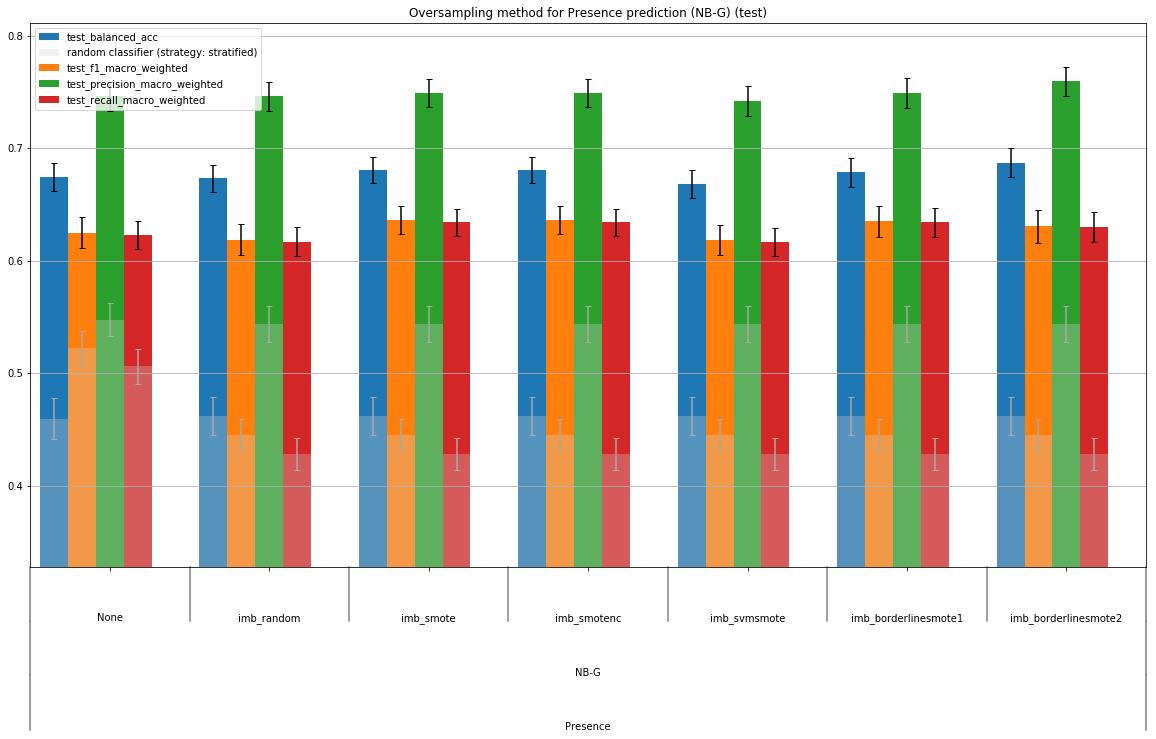 Oversampling method for Presence prediction (NB-G) (test)
test_balanced_acc
random classifier (strategy: stratified)
test_f1_macro_weighted
test_precision_macro_weighted
test_recall_macro_weighted
0.8
0.7
0.6
0.5
0.4
None imb_random imb_smote imb_smotenc imb_svmsmote imb_borderlinesmote1 imb_borderlinesmote2
NB-G
Presence